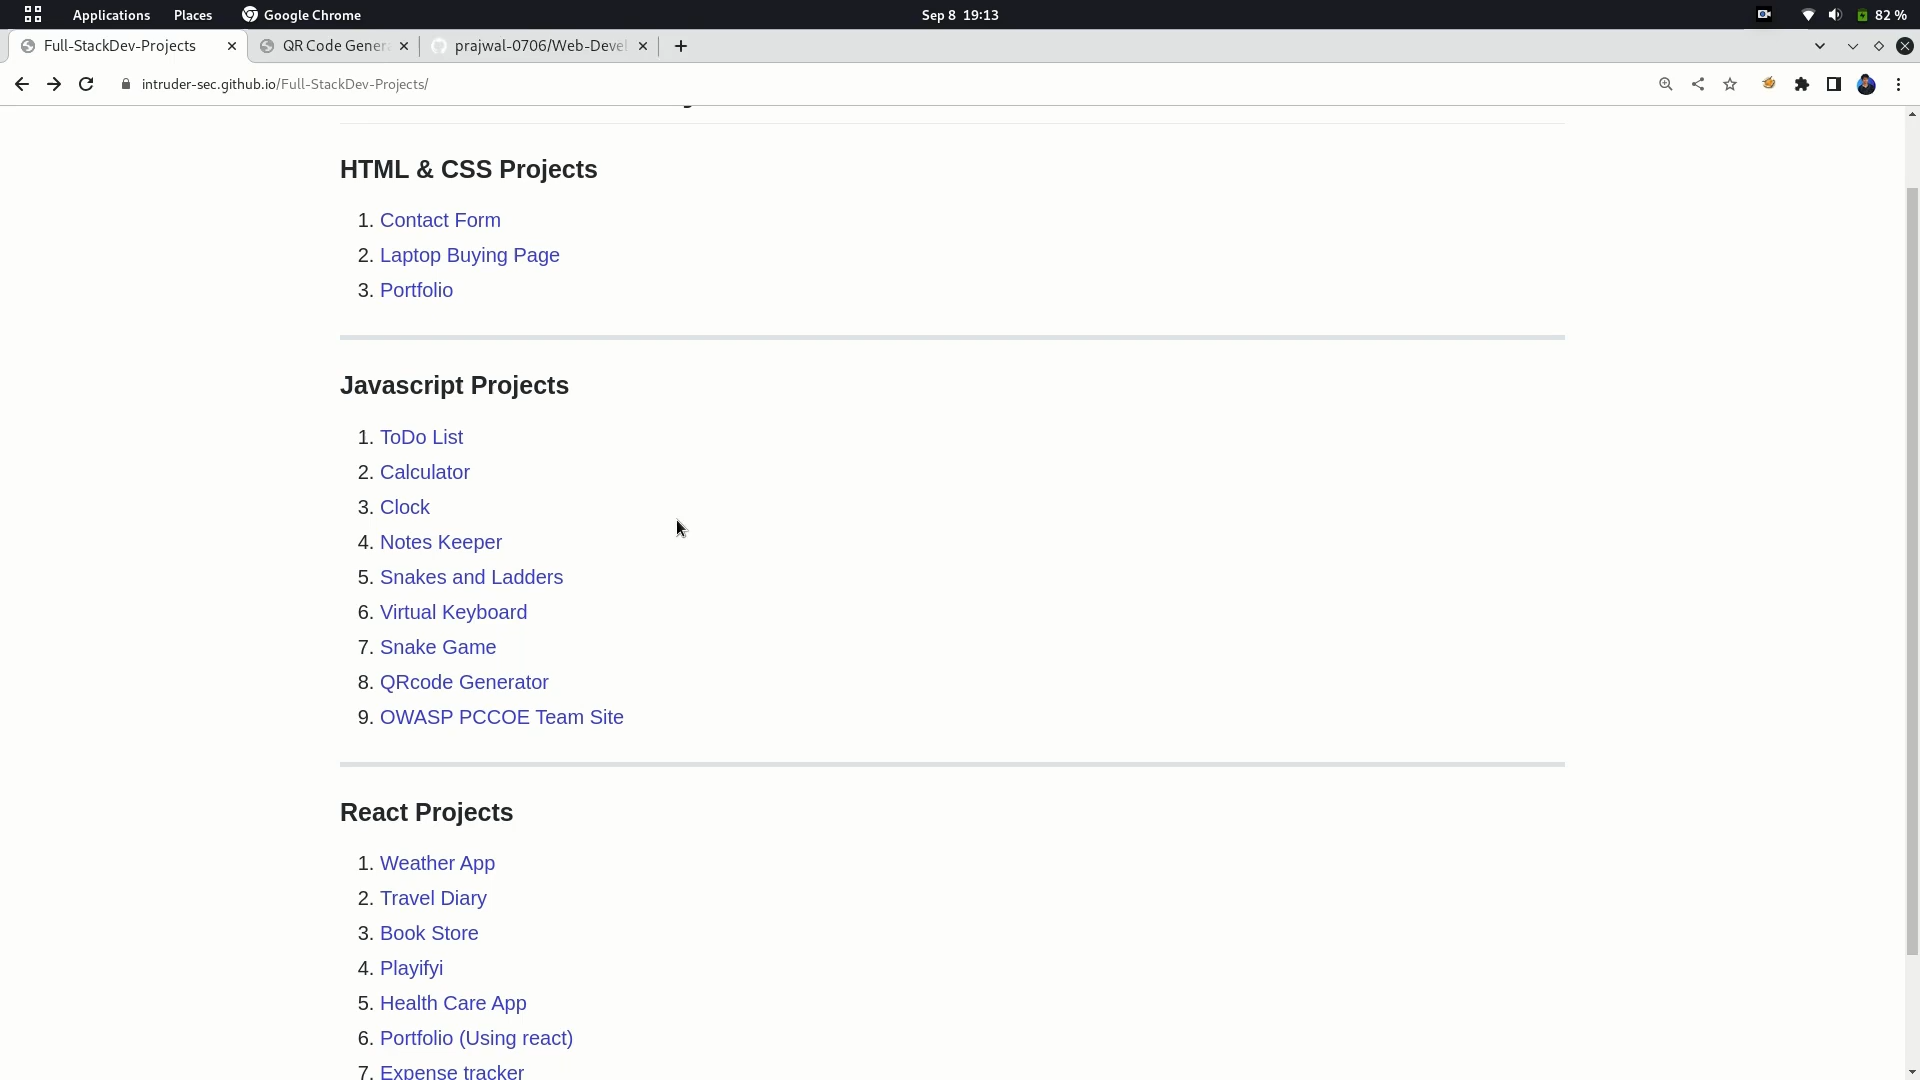 Applications Places Google Chrome Sep 8 19:13 82 %
Full-StackDev-Projects QR Code Gener prajwal-0706/Web-Devel
intruder-sec.github.io/Full-StackDev-Projects/
HTML & CSS Projects
1. Contact Form
2. Laptop Buying Page
3. Portfolio
Javascript Projects
1. ToDo List
2. Calculator
3. Clock
4. Notes Keeper
5. Snakes and Ladders
6. Virtual Keyboard
7. Snake Game
8. QRcode Generator
9. OWASP PCCOE Team Site
React Projects
1. Weather App
2. Travel Diary
3. Book Store
4. Playifyi
5. Health Care App
6. Portfolio (Using react)
7. Expense tracker